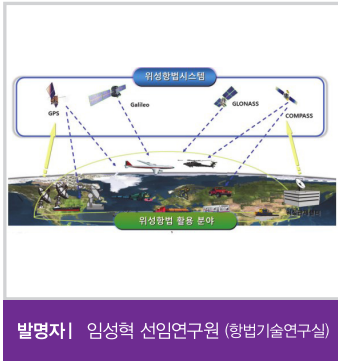 위성항법시스템
GPS
Galileo
GLONASS
COMPASS
위성항법 활용 분야
발명자| 임성혁 선임연구원 (항법기술연구실)